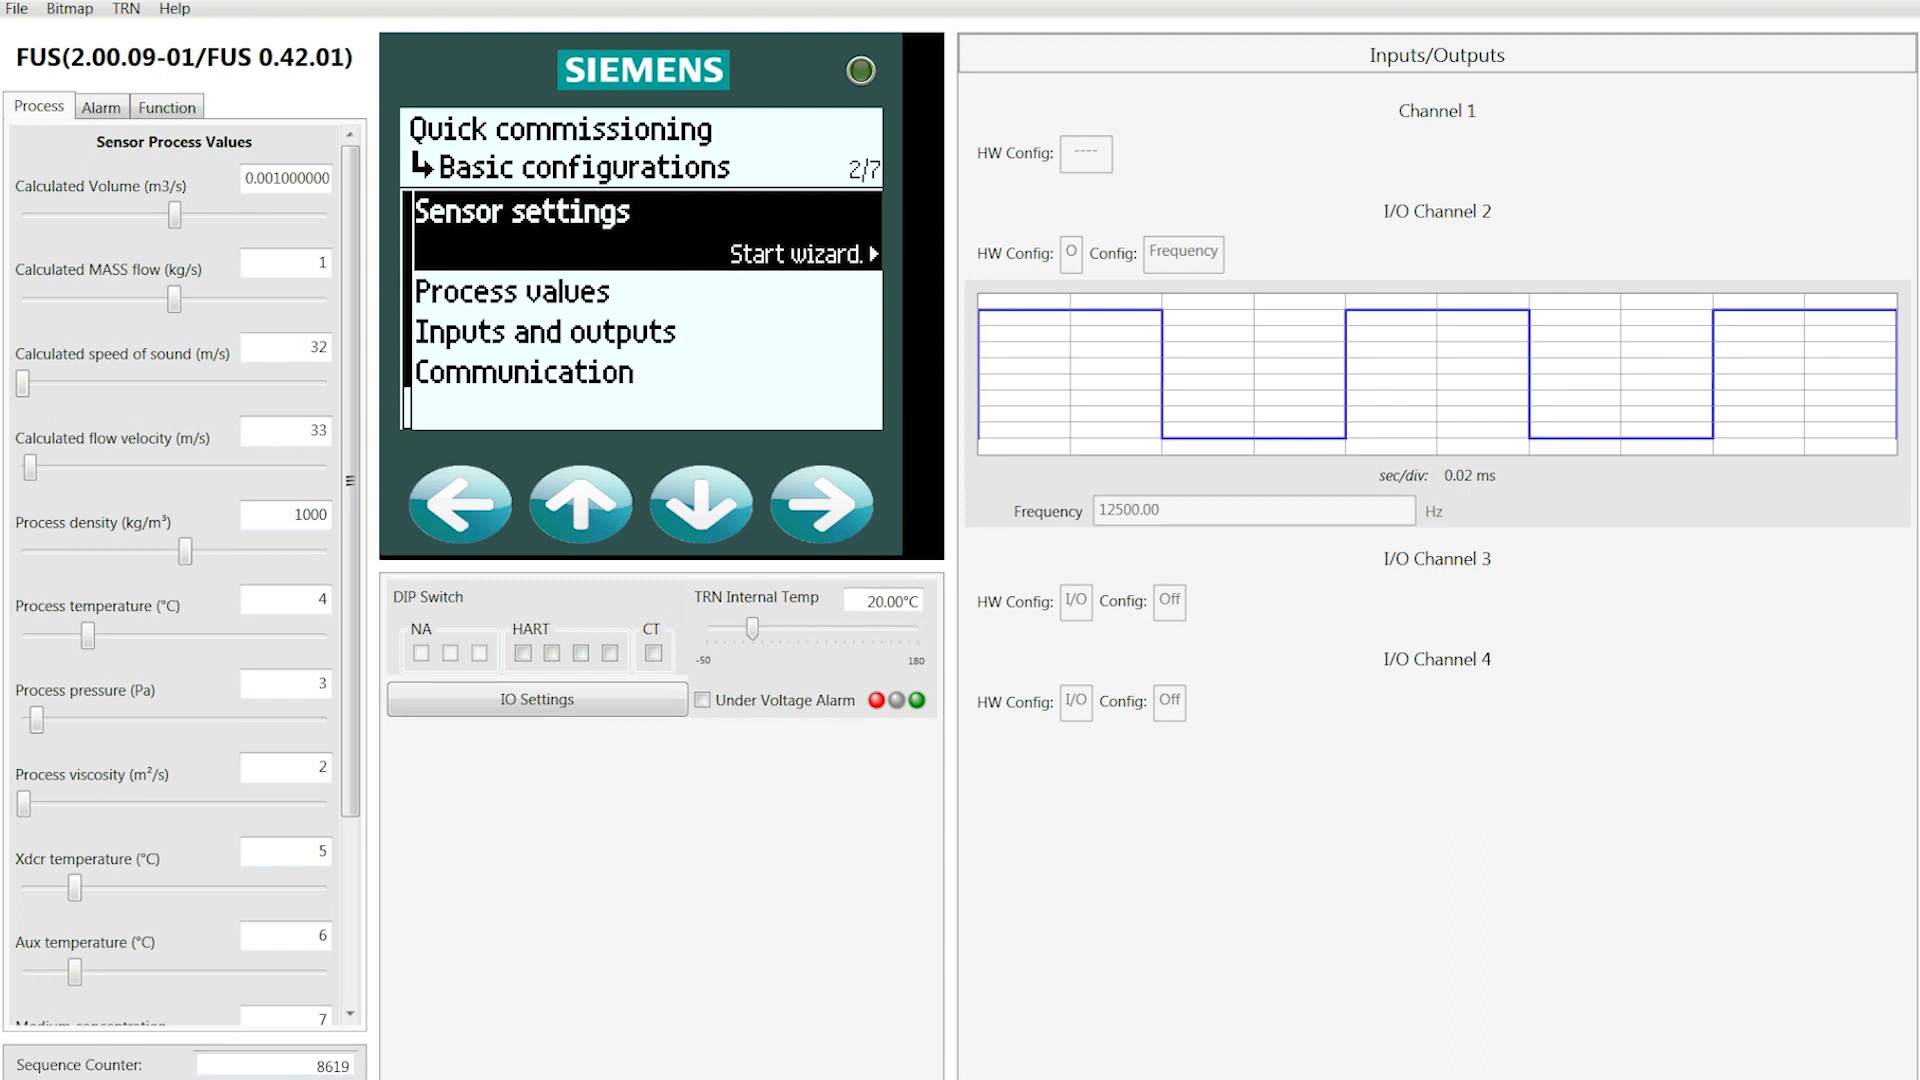 File Bitmap TRN Help
FUS(2.00.09-01/FUS 0.42.01)
Process Alarm Function
Sensor Process Values
Calculated Volume (m3/s) 0.001000000
Calculated MASS flow (kg/s) 1
Calculated speed of sound (m/s) 32
Calculated flow velocity (m/s) 33
Process density (kg/m³) 1000
Process temperature (°C) 4
Process pressure (Pa) 3
Process viscosity (m²/s) 2
Xdcr temperature (°C) 5
Aux temperature (°C) 6
Medium concentration 7
Sequence Counter: 8619
SIEMENS
Quick commissioning
↳Basic configurations 2/7
Sensor settings
Start wizard.
Process values
Inputs and outputs
Communication
DIP Switch
NA HART CT
TRN Internal Temp 20.00°C
-50 180
IO Settings
Under Voltage Alarm
Inputs/Outputs
Channel 1
HW Config: ----
I/O Channel 2
HW Config: O Config: Frequency
sec/div: 0.02 ms
Frequency 12500.00 Hz
I/O Channel 3
HW Config: I/O Config: Off
I/O Channel 4
HW Config: I/O Config: Off